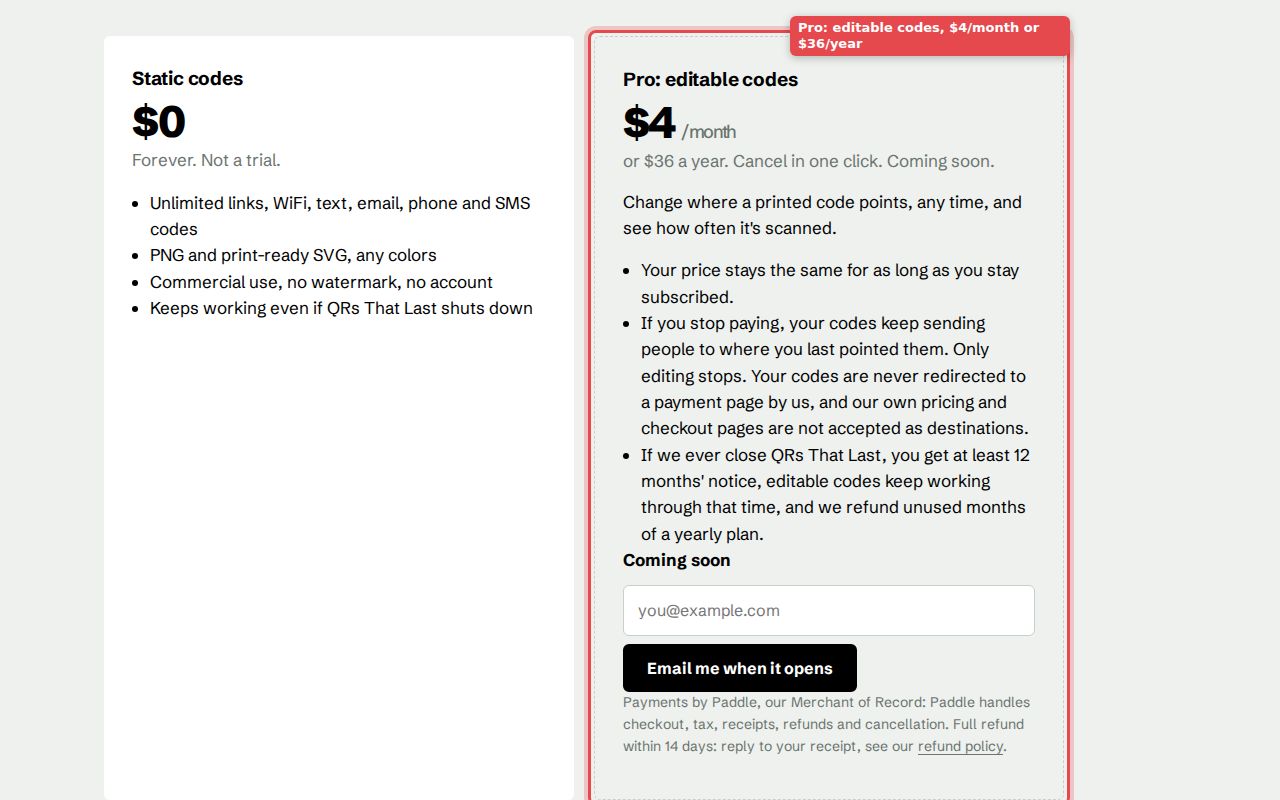 Static codes
$0
Forever. Not a trial.
• Unlimited links, WiFi, text, email, phone and SMS
codes
• PNG and print-ready SVG, any colors
• Commercial use, no watermark, no account
• Keeps working even if QRs That Last shuts down
Pro: editable codes, $4/month or
$36/year
Pro: editable codes
$4 /month
or $36 a year. Cancel in one click. Coming soon.
Change where a printed code points, any time, and
see how often it's scanned.
• Your price stays the same for as long as you stay
subscribed.
• If you stop paying, your codes keep sending
people to where you last pointed them. Only
editing stops. Your codes are never redirected to
a payment page by us, and our own pricing and
checkout pages are not accepted as destinations.
• If we ever close QRs That Last, you get at least 12
months' notice, editable codes keep working
through that time, and we refund unused months
of a yearly plan.
Coming soon
you@example.com
Email me when it opens
Payments by Paddle, our Merchant of Record: Paddle handles
checkout, tax, receipts, refunds and cancellation. Full refund
within 14 days: reply to your receipt, see our refund policy.